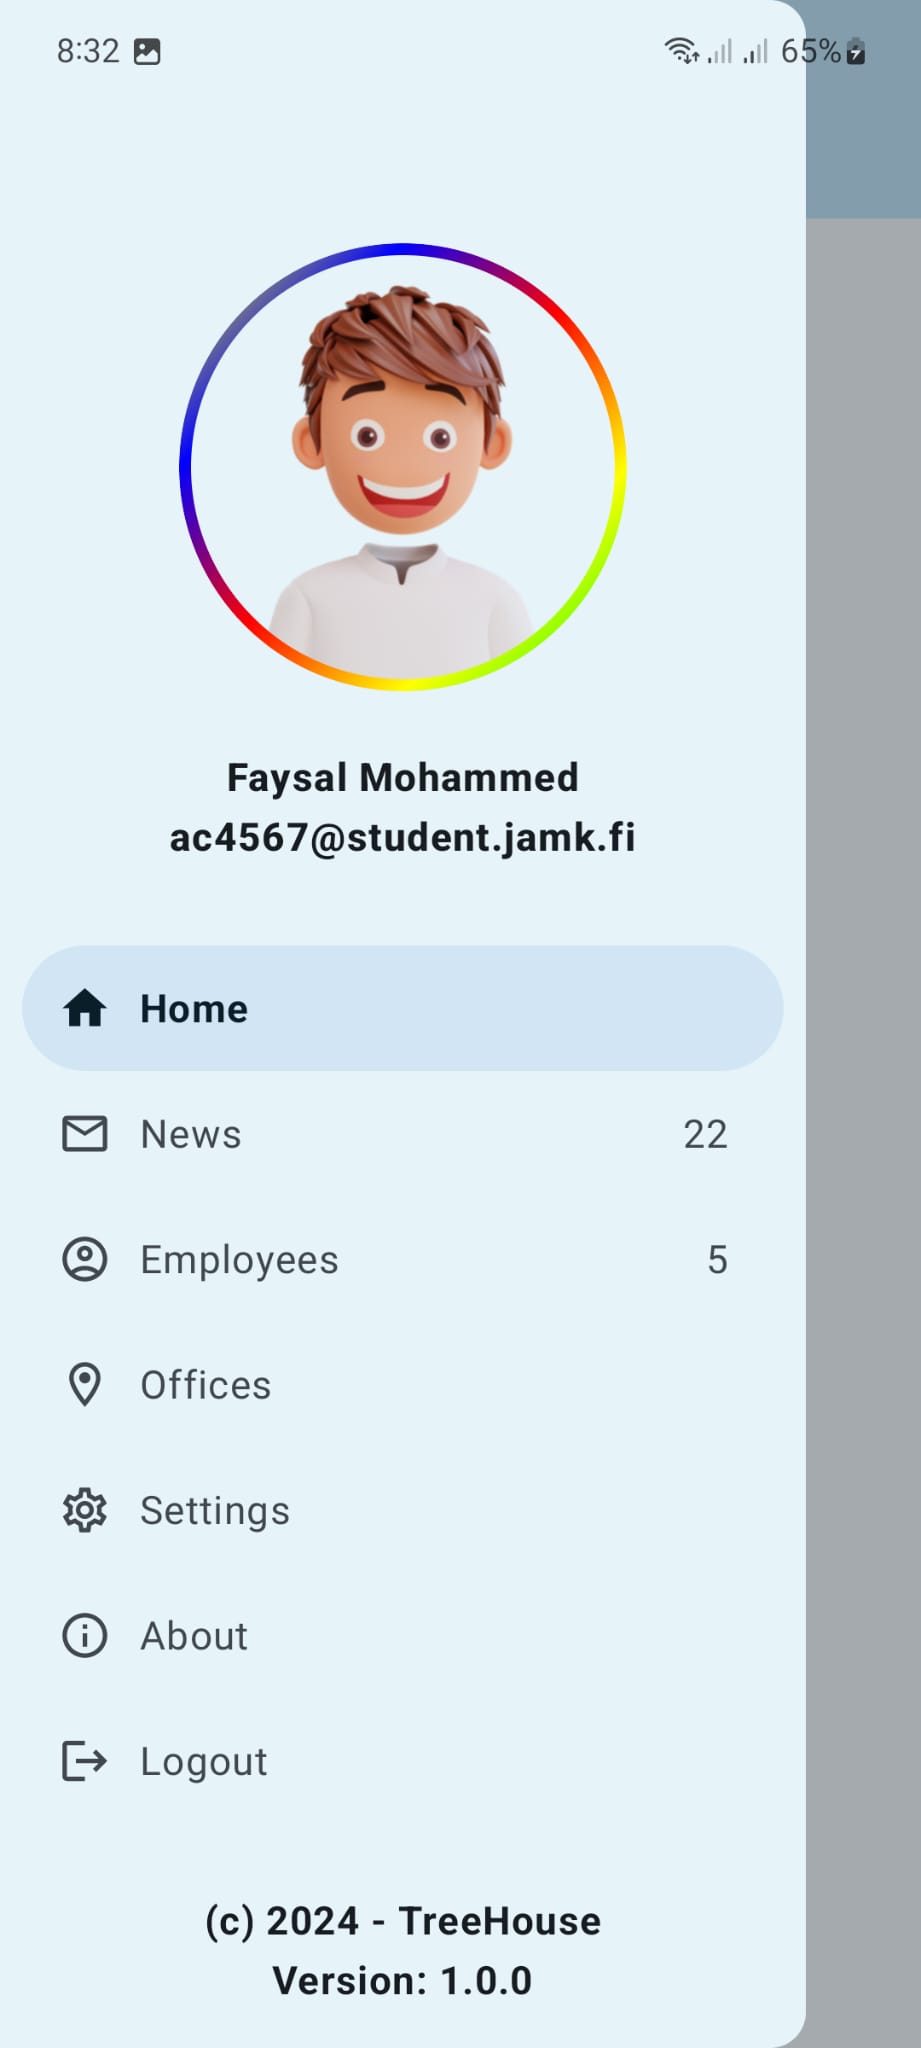 8:32
65%
Faysal Mohammed
ac4567@student.jamk.fi
Home
News 22
Employees 5
Offices
Settings
About
Logout
(c) 2024 - TreeHouse
Version: 1.0.0